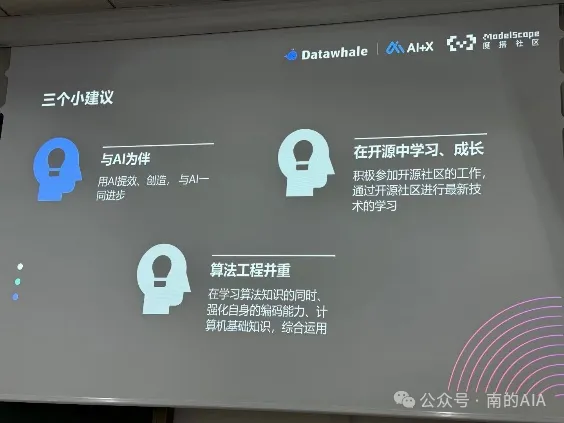 Datawhale
AI+X
ModelScope
魔搭社区
三个小建议
与AI为伴
用AI提效、创造， 与AI一
同进步
在开源中学习、成长
积极参加开源社区的工作，
通过开源社区进行最新技
术的学习
算法工程并重
在学习算法知识的同时、
强化自身的编码能力、计
算机基础知识，综合运用
公众号·南的AIA